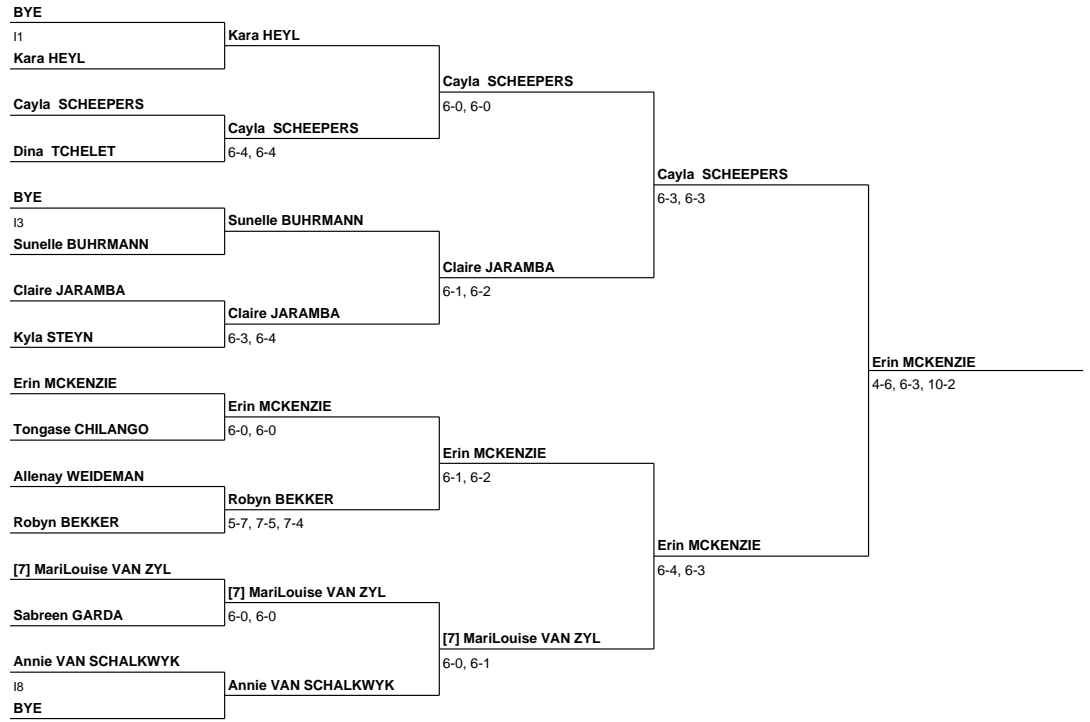 BYE
I1
Kara HEYL
Kara HEYL
Cayla SCHEEPERS
6-0, 6-0
Cayla SCHEEPERS
Cayla SCHEEPERS
6-4, 6-4
Dina TCHELET
Cayla SCHEEPERS
6-3, 6-3
BYE
I3
Sunelle BUHRMANN
Sunelle BUHRMANN
Claire JARAMBA
6-1, 6-2
Claire JARAMBA
Claire JARAMBA
6-3, 6-4
Kyla STEYN
Erin MCKENZIE
4-6, 6-3, 10-2
Erin MCKENZIE
Erin MCKENZIE
6-0, 6-0
Tongase CHILANGO
Erin MCKENZIE
6-1, 6-2
Allenay WEIDEMAN
Robyn BEKKER
5-7, 7-5, 7-4
Robyn BEKKER
Erin MCKENZIE
6-4, 6-3
[7] MariLouise VAN ZYL
[7] MariLouise VAN ZYL
6-0, 6-0
Sabreen GARDA
[7] MariLouise VAN ZYL
6-0, 6-1
Annie VAN SCHALKWYK
I8
Annie VAN SCHALKWYK
BYE